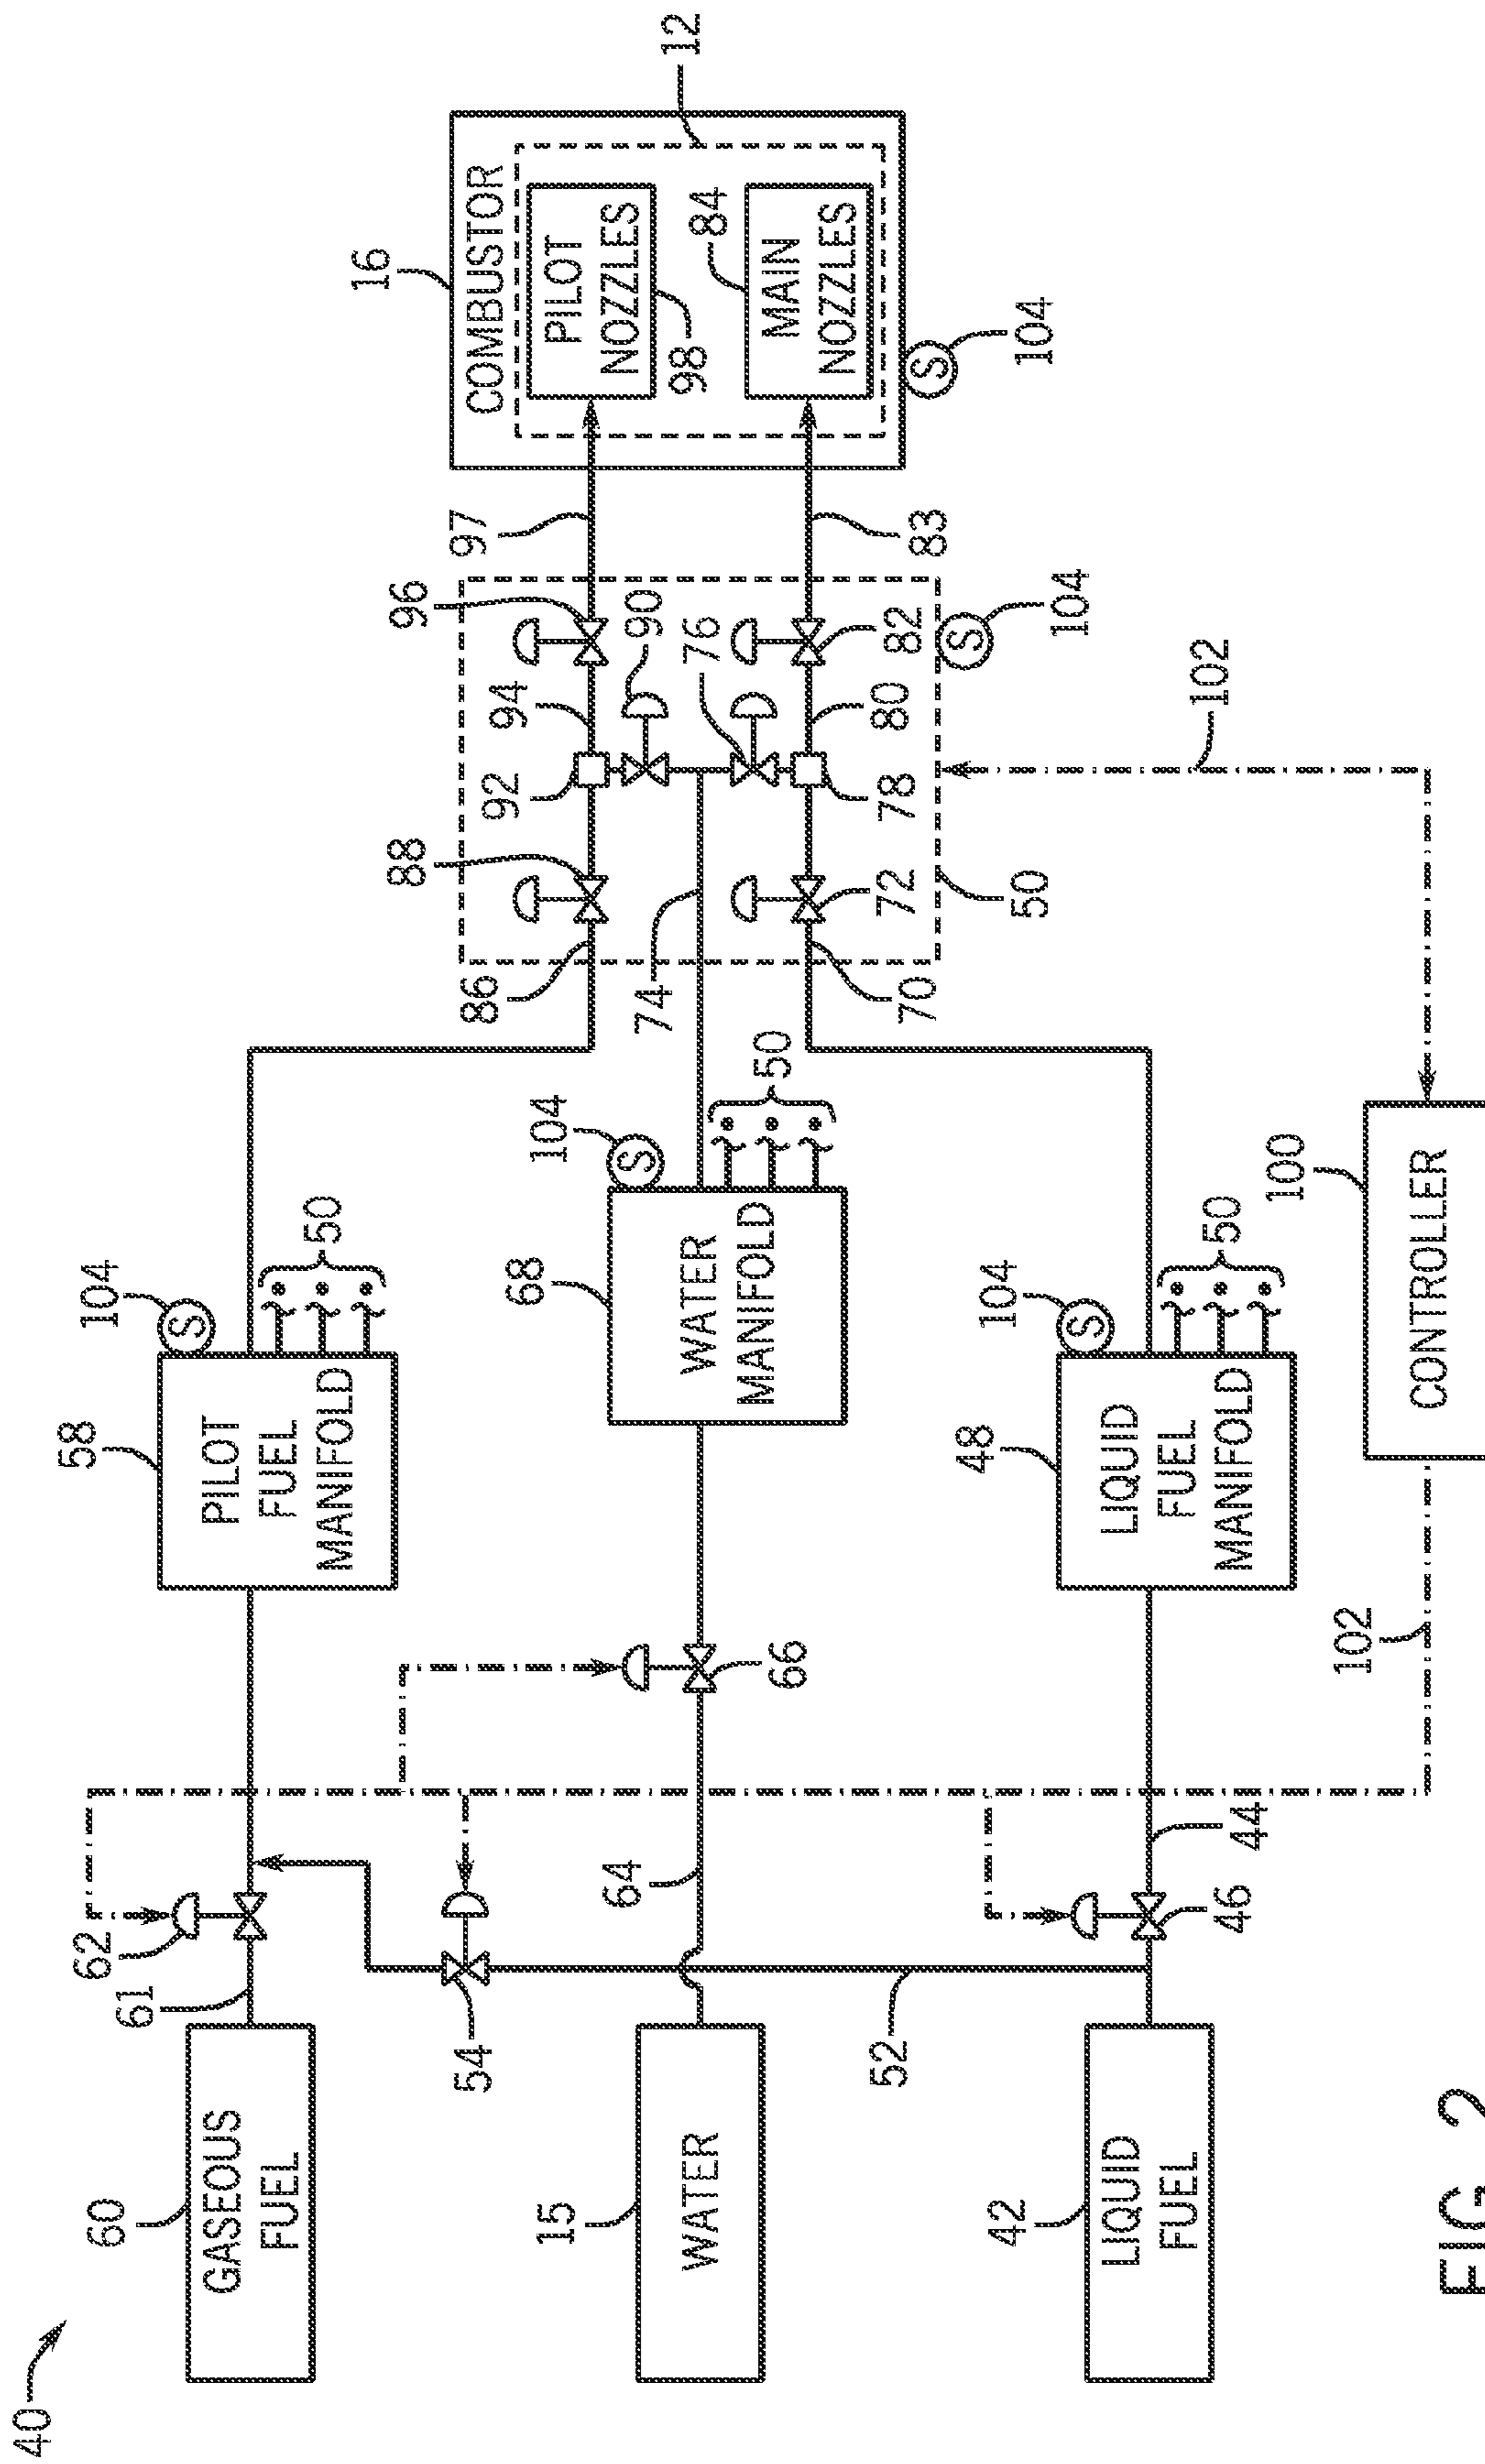 40
60
62
58
104
61
GASEOUS
FUEL
PILOT
FUEL
MANIFOLD
50
16
88
96
12
54
86
92
94
97
COMBUSTOR
PILOT
NOZZLES
98
15
64
68
104
S
S
90
WATER
66
WATER
MANIFOLD
50
74
76
84
MAIN
NOZZLES
52
70
72
78
80
82
83
S
104
42
46
44
48
104
S
50
S
104
LIQUID
FUEL
LIQUID
FUEL
MANIFOLD
50
102
102
100
CONTROLLER
FIG. 2